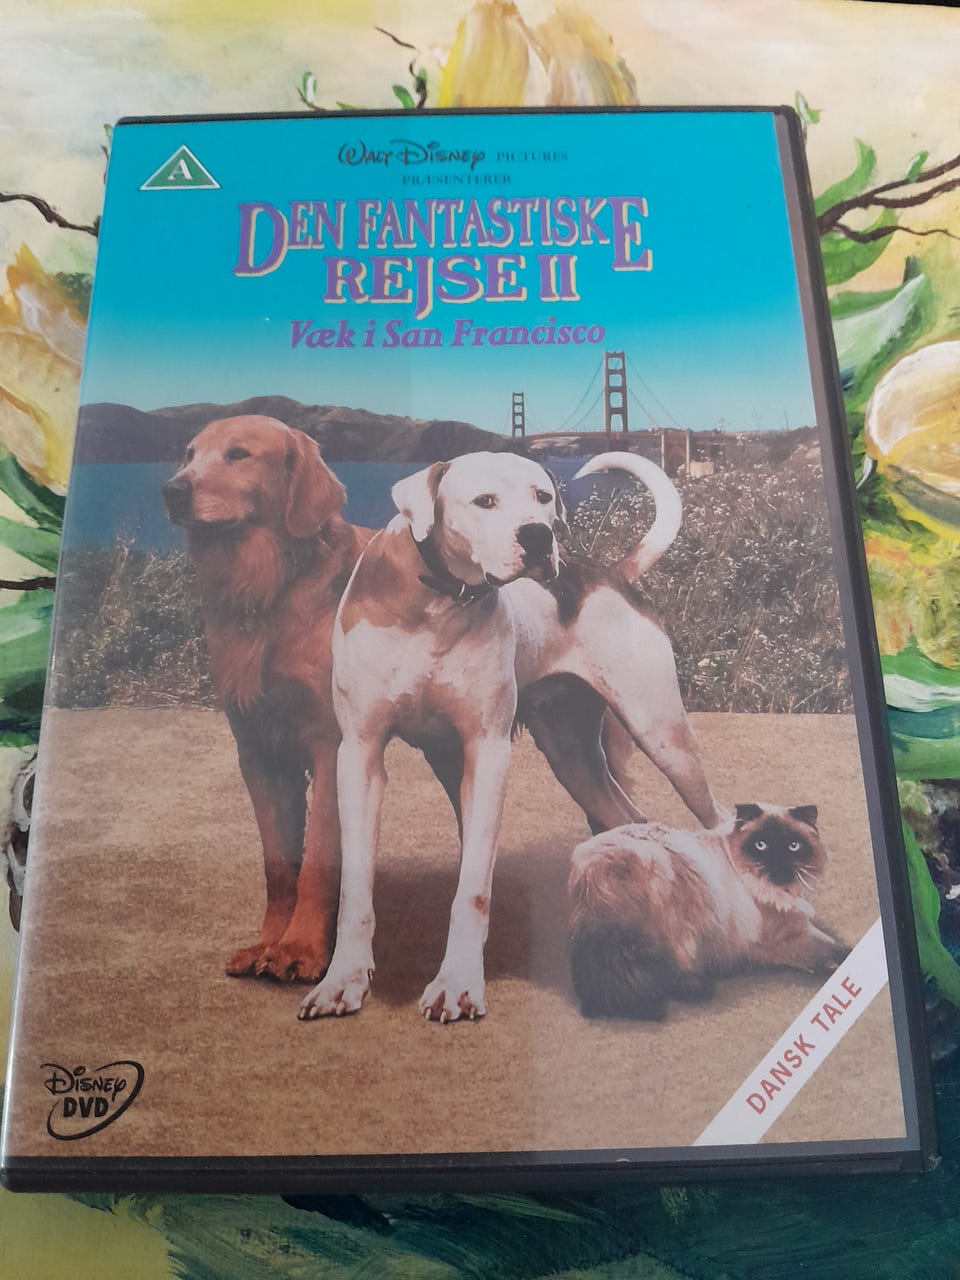 A
WALT DISNEY PICTURES
PRÆSENTERER
DEN FANTASTISKE
REJSE II
Væk i San Francisco
DANSK TALE
DISNEY
DVD